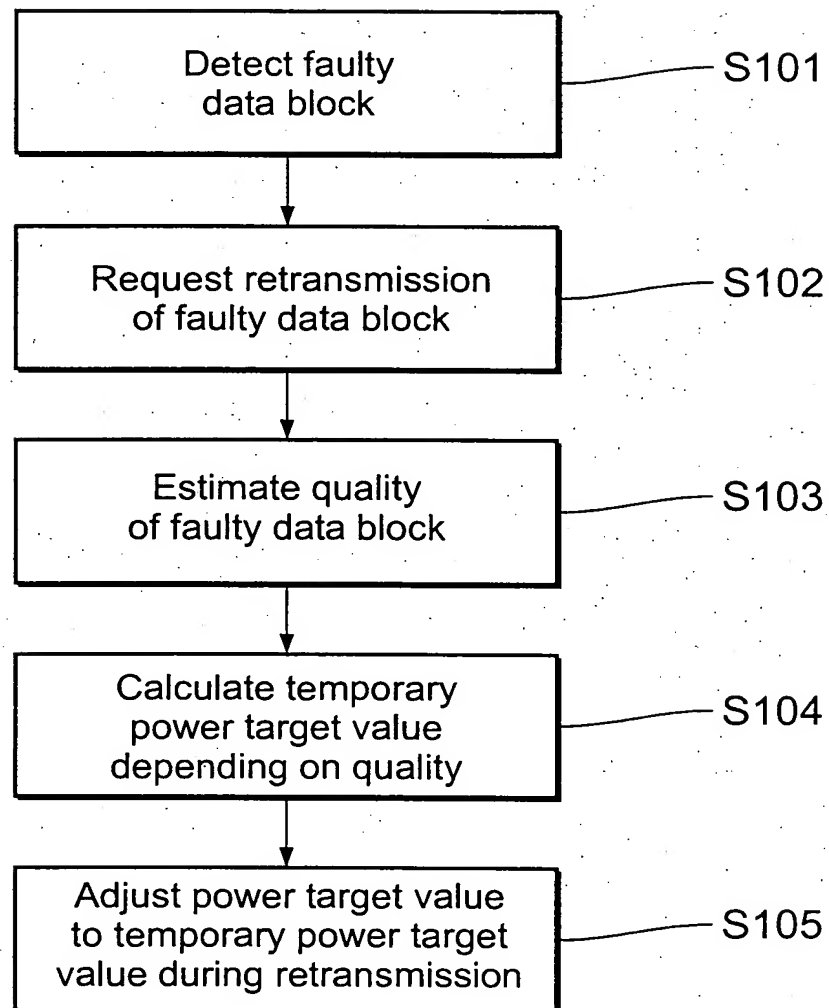 Detect faulty
data block
S101
Request retransmission
of faulty data block
S102
Estimate quality
of faulty data block
S103
Calculate temporary
power target value
depending on quality
S104
Adjust power target value
to temporary power target
value during retransmission
S105